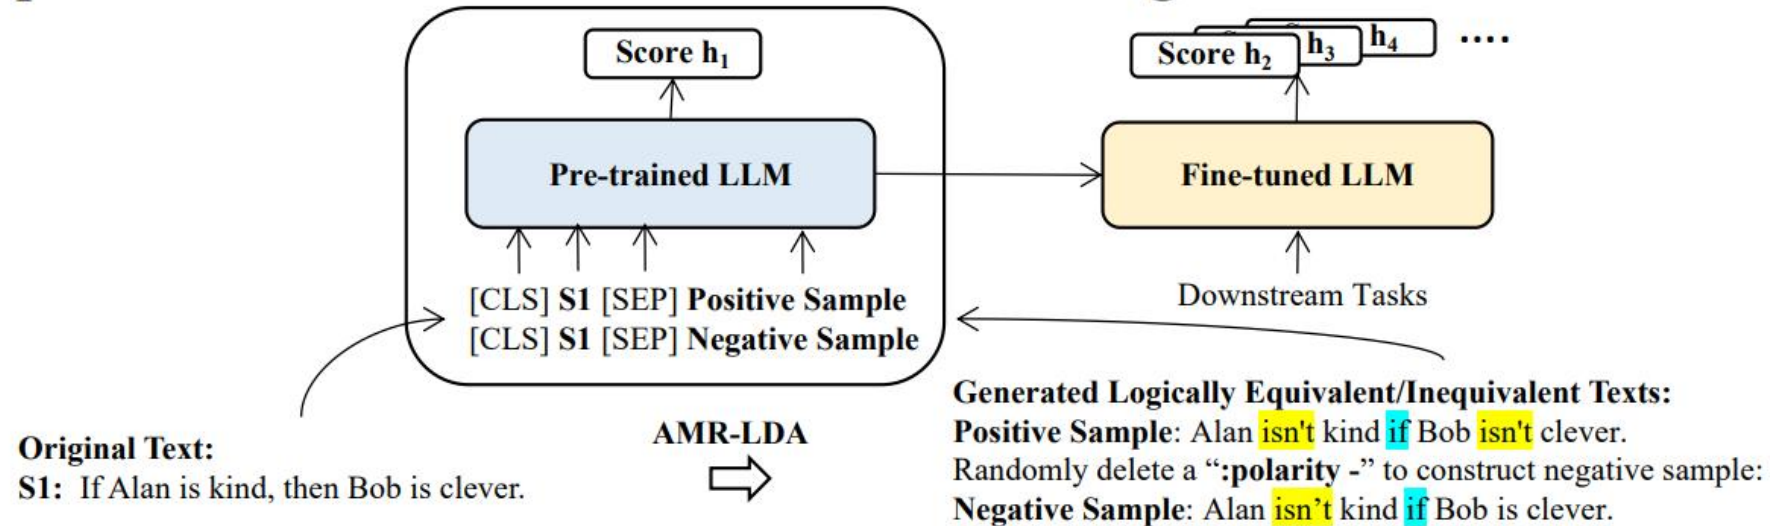 Score h₁
Score h₂
h₃
h₄
....
Pre-trained LLM
Fine-tuned LLM
[CLS] S1 [SEP] Positive Sample
[CLS] S1 [SEP] Negative Sample
Downstream Tasks
Original Text:
S1: If Alan is kind, then Bob is clever.
AMR-LDA
Generated Logically Equivalent/Inequivalent Texts:
Positive Sample: Alan isn't kind if Bob isn't clever.
Randomly delete a “:polarity -” to construct negative sample:
Negative Sample: Alan isn’t kind if Bob is clever.